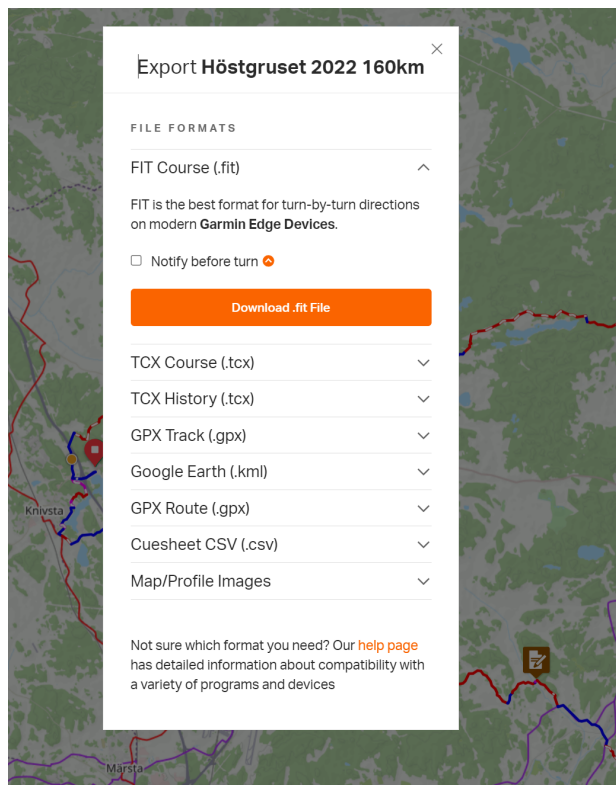 Export Höstgruset 2022 160km
FILE FORMATS
FIT Course (.fit)
FIT is the best format for turn-by-turn directions
on modern Garmin Edge Devices.
Notify before turn
Download .fit File
TCX Course (.tcx)
TCX History (.tcx)
GPX Track (.gpx)
Google Earth (.kml)
GPX Route (.gpx)
Knivsta
Cuesheet CSV (.csv)
Map/Profile Images
Not sure which format you need? Our help page
has detailed information about compatibility with
a variety of programs and devices
Märsta